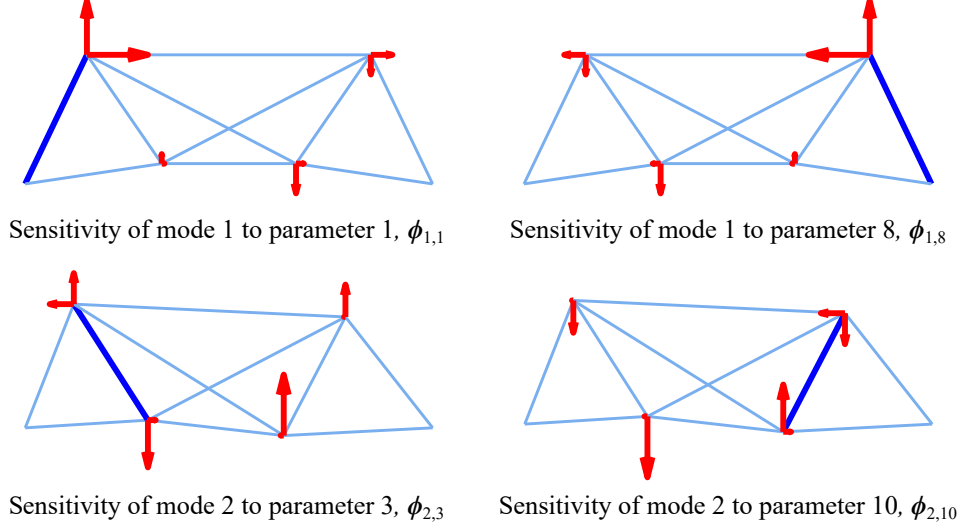 Sensitivity of mode 1 to parameter 1, ϕ1,1
Sensitivity of mode 1 to parameter 8, ϕ1,8
Sensitivity of mode 2 to parameter 3, ϕ2,3
Sensitivity of mode 2 to parameter 10, ϕ2,10